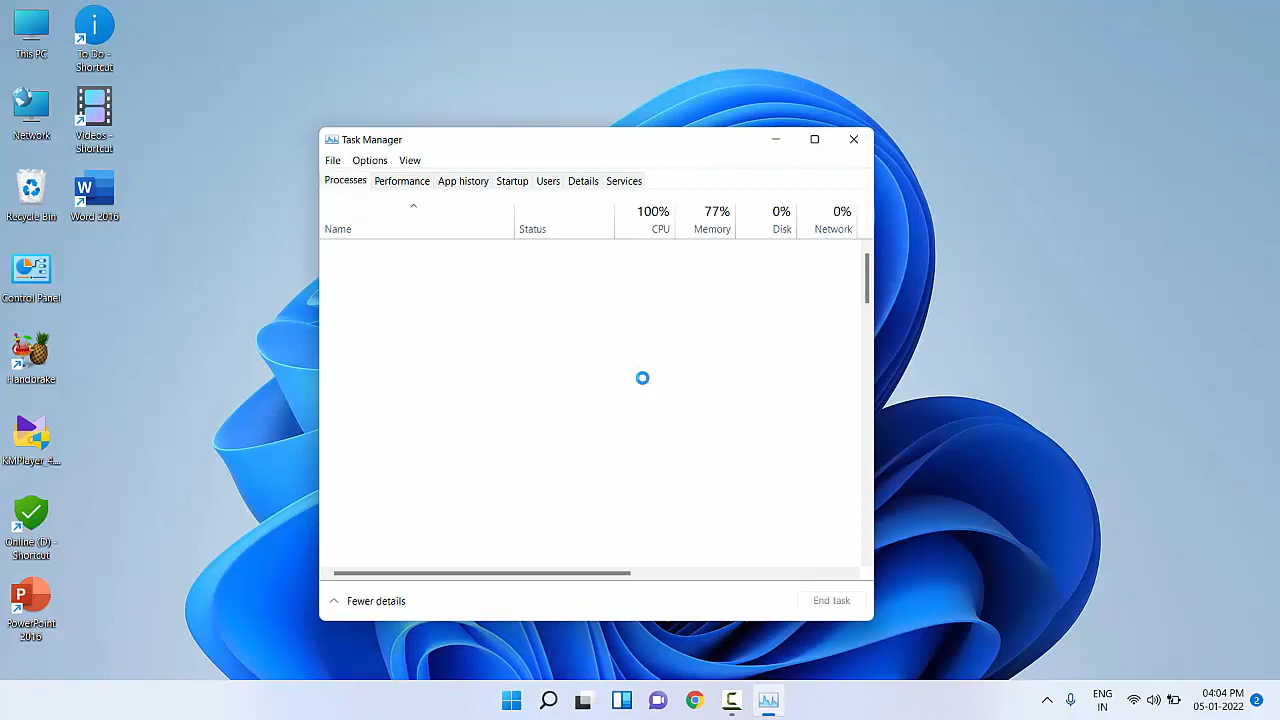 This PC
To Do -
Shortcut
Network
Videos -
Shortcut
Recycle Bin
Word 2016
Control Panel
Handbrake
KMPlayer_4...
Online (D) -
Shortcut
PowerPoint
2016
Task Manager
File Options View
Processes Performance App history Startup Users Details Services
100% 77% 0% 0%
Name Status CPU Memory Disk Network
Fewer details End task
ENG
IN
04:04 PM
05-01-2022
2